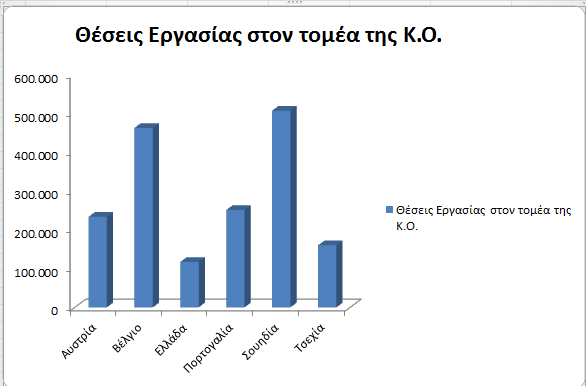 Θέσεις Εργασίας στον τομέα της Κ.Ο.
600.000
500.000
400.000
300.000
200.000
100.000
0
Αυστρία
Βέλγιο
Ελλάδα
Πορτογαλία
Σουηδία
Τσεχία
Θέσεις Εργασίας στον τομέα της
Κ.Ο.